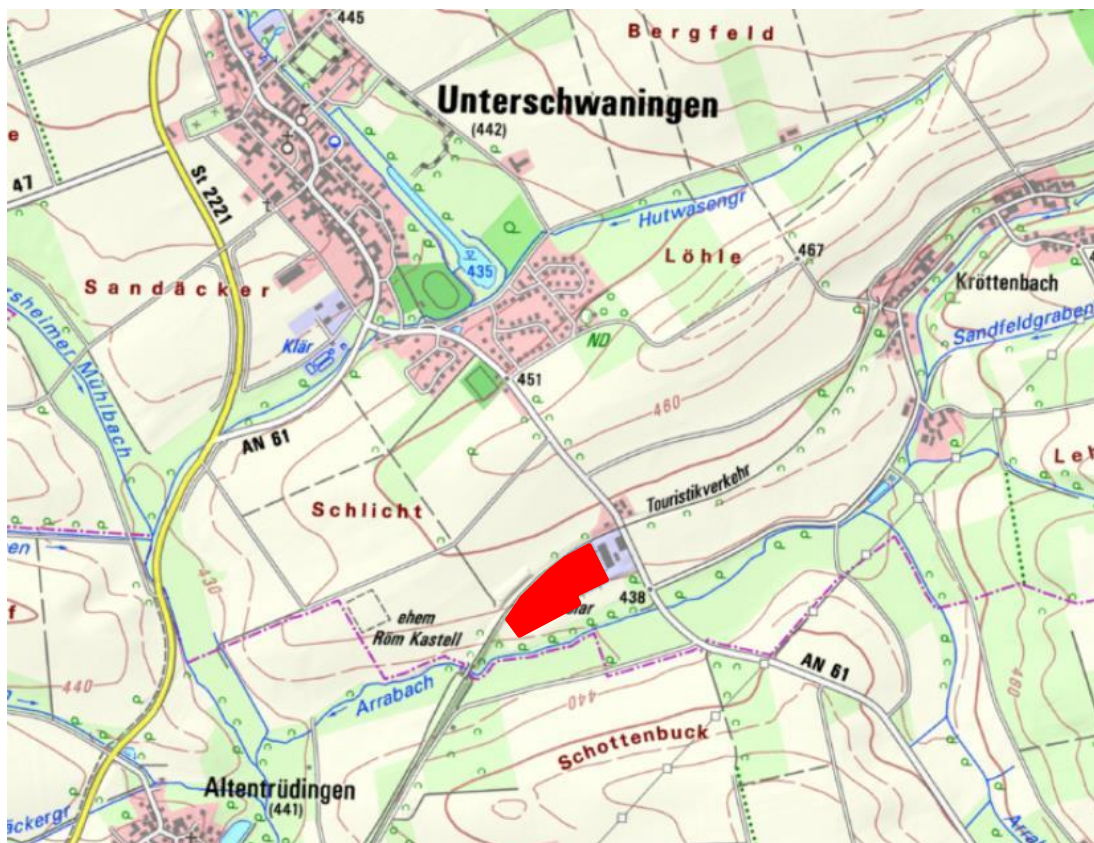 445
Bergfeld
Unterschwaningen
(442)
e
47
St 2221
Hutwasengr
435
Löhle
467
Sandäcker
Kröttenbach
ND
Sandfeldgraben
Klär
Mühlbach
451
460
AN 61
Touristikverkehr
Schlicht
430
438
ehem
Röm Kastell
f
440
Arrabach
AN 61
440
480
Schottenbuck
Altentrüdingen
(441)